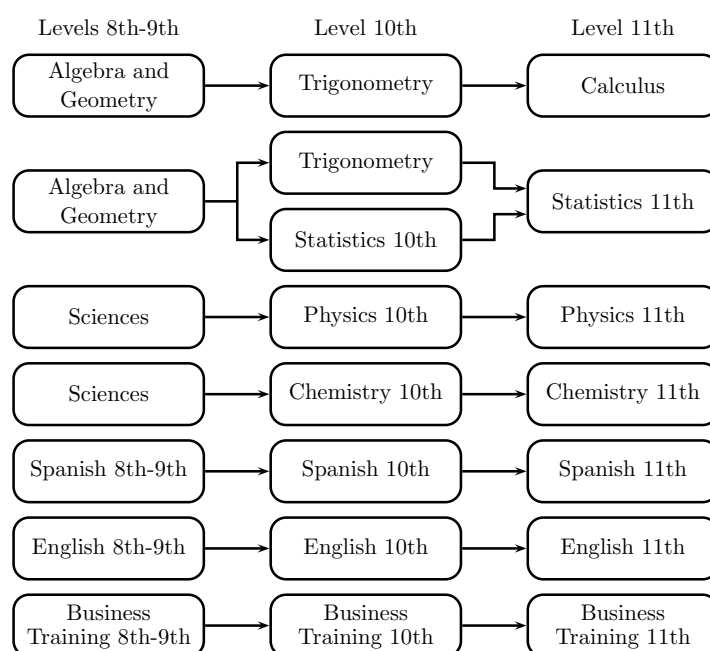 Levels 8th-9th Level 10th Level 11th
Algebra and
Geometry
Trigonometry
Calculus
Algebra and
Geometry
Trigonometry
Statistics 10th
Statistics 11th
Sciences
Physics 10th
Physics 11th
Sciences
Chemistry 10th
Chemistry 11th
Spanish 8th-9th
Spanish 10th
Spanish 11th
English 8th-9th
English 10th
English 11th
Business
Training 8th-9th
Business
Training 10th
Business
Training 11th